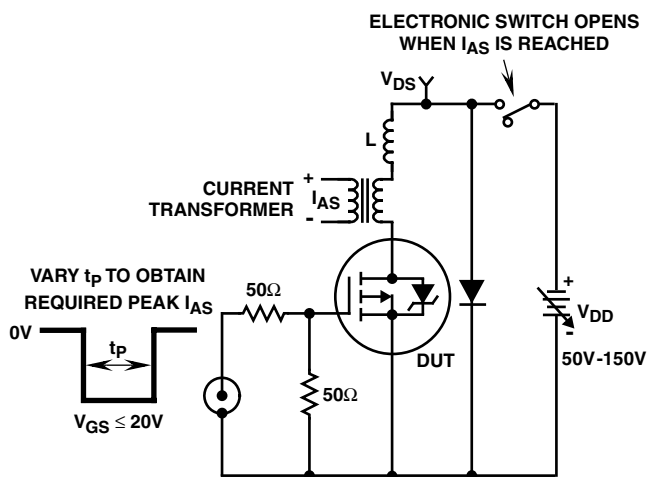 ELECTRONIC SWITCH OPENS
WHEN IAS IS REACHED
VDS
L
+
IAS
-
CURRENT
TRANSFORMER
VARY tP TO OBTAIN
REQUIRED PEAK IAS
0V
tP
VGS ≤ 20V
50Ω
50Ω
DUT
+
VDD
-
50V-150V